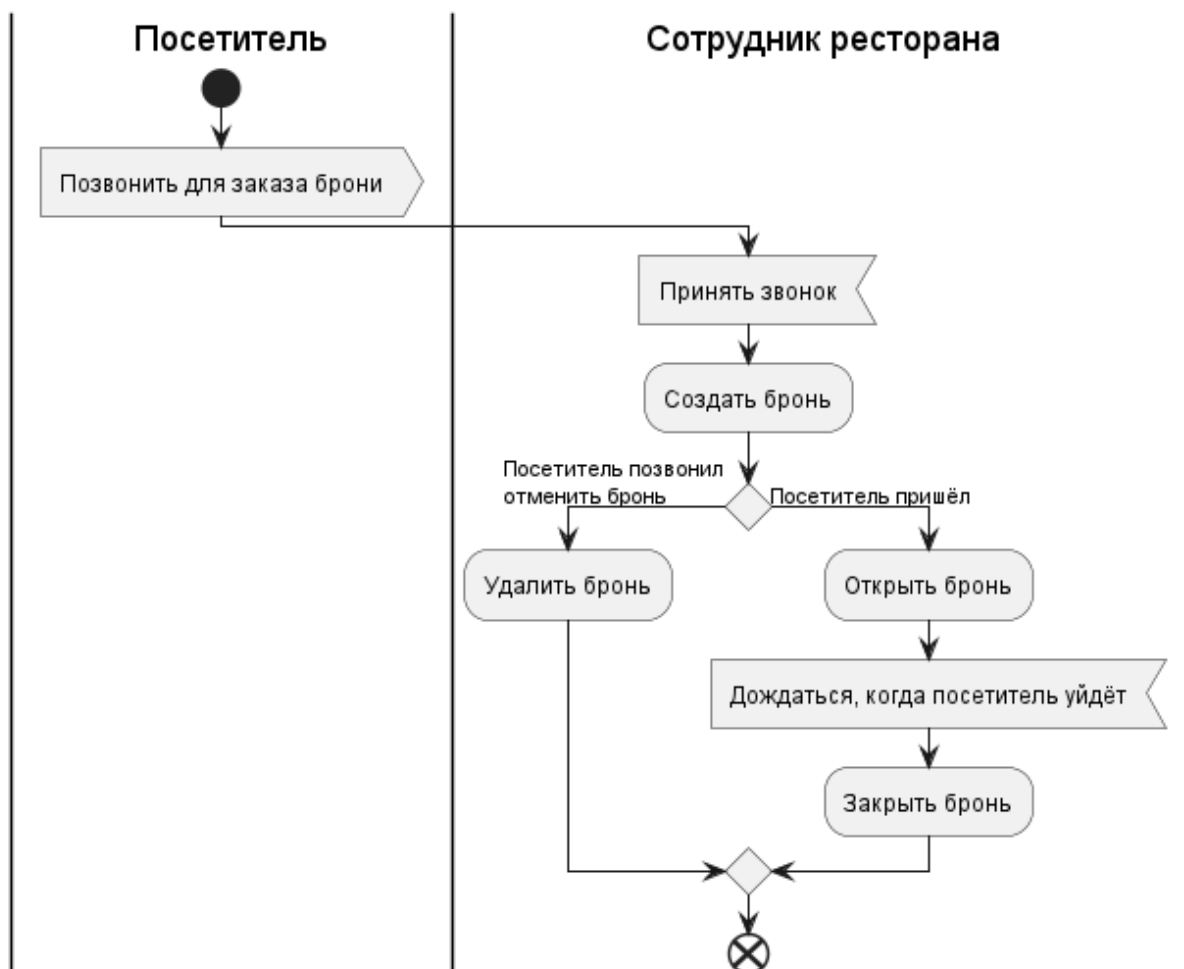 Посетитель
Сотрудник ресторана
Позвонить для заказа брони
Принять звонок
Создать бронь
Посетитель позвонил
отменить бронь
Посетитель пришёл
Удалить бронь
Открыть бронь
Дождаться, когда посетитель уйдёт
Закрыть бронь